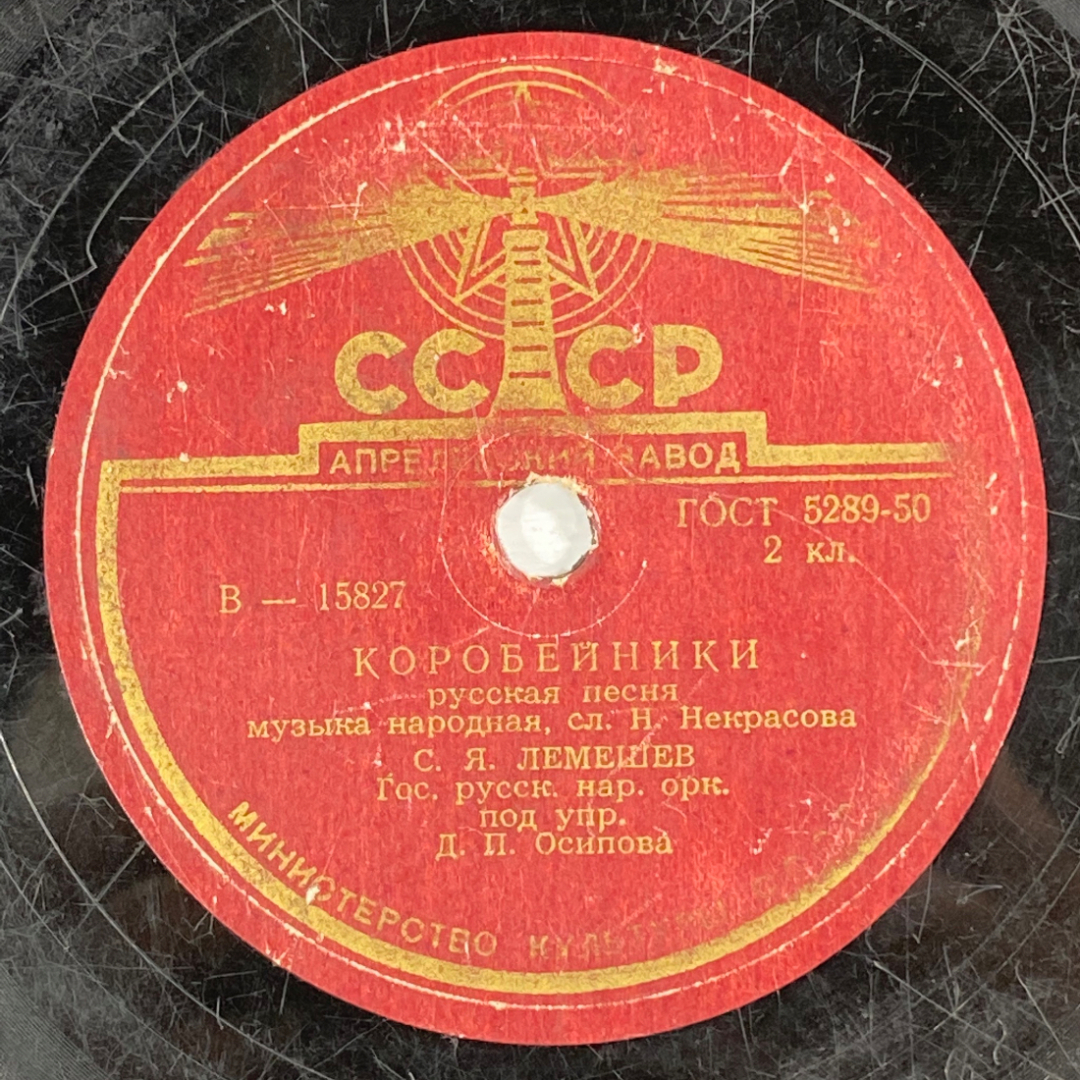 СССР
АПРЕЛЕВСКИЙ ЗАВОД
ГОСТ 5289-50
2 кл.
В — 15827
КОРОБЕЙНИКИ
русская песня
музыка народная, сл. Н. Некрасова
С. Я. ЛЕМЕШЕВ
Гос. русск. нар. орк.
под упр.
Д. П. Осипова
МИНИСТЕРСТВО КУЛЬТУРЫ